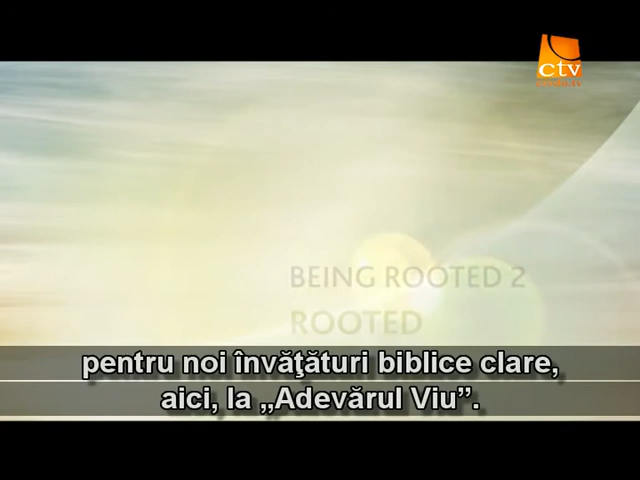 ctv
BEING ROOTED 2
ROOTED
pentru noi învăţături biblice clare,
aici, la „Adevărul Viu”.